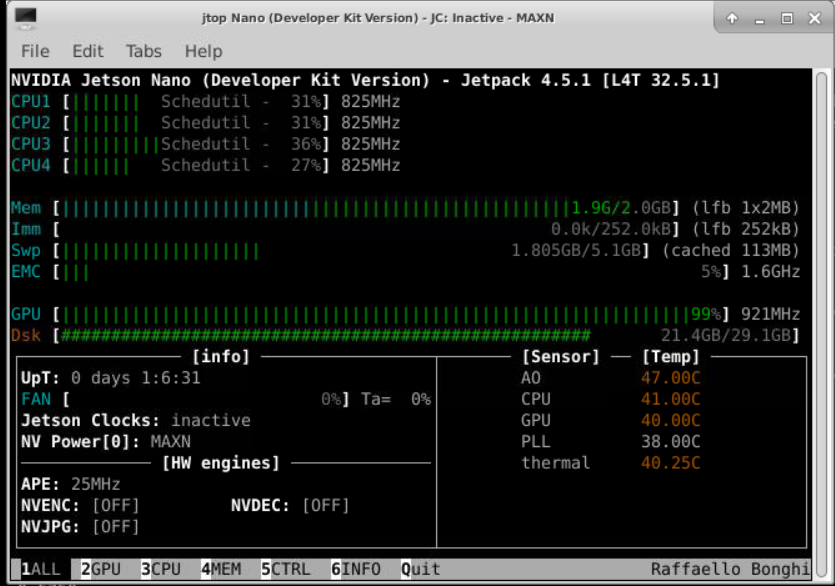 jtop Nano (Developer Kit Version) - JC: Inactive - MAXN
File Edit Tabs Help
NVIDIA Jetson Nano (Developer Kit Version) - Jetpack 4.5.1 [L4T 32.5.1]
CPU1 [||||||| Schedutil - 31%] 825MHz
CPU2 [||||||| Schedutil - 31%] 825MHz
CPU3 [|||||||||Schedutil - 36%] 825MHz
CPU4 [|||||| Schedutil - 27%] 825MHz
Mem [|||||||||||||||||||||||||||||||||||||||||||||||||||1.9G/2.0GB] (lfb 1x2MB)
Imm [ 0.0k/252.0kB] (lfb 252kB)
Swp [|||||||||||||||||||| 1.805GB/5.1GB] (cached 113MB)
EMC [||| 5%] 1.6GHz
GPU [|||||||||||||||||||||||||||||||||||||||||||||||||||||||||||||||99%] 921MHz
Dsk [##################################################### 21.4GB/29.1GB]
[info] [Sensor] [Temp]
UpT: 0 days 1:6:31 AO 47.00C
FAN [ 0%] Ta= 0% CPU 41.00C
Jetson Clocks: inactive GPU 40.00C
NV Power[0]: MAXN PLL 38.00C
[HW engines] thermal 40.25C
APE: 25MHz
NVENC: [OFF] NVDEC: [OFF]
NVJPG: [OFF]
1ALL 2GPU 3CPU 4MEM 5CTRL 6INFO Quit Raffaello Bonghi